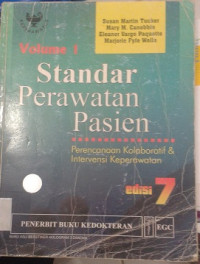 Susan Martin Tucker
Mary M. Canobbio
Eleanor Vargo Paquette
Marjorie Fyfe Wells
Volume 1
Standar
Perawatan
Pasien
Perencanaan Kolaboratif &
Intervensi Keperawatan
edisi 7
PENERBIT BUKU KEDOKTERAN
EGC